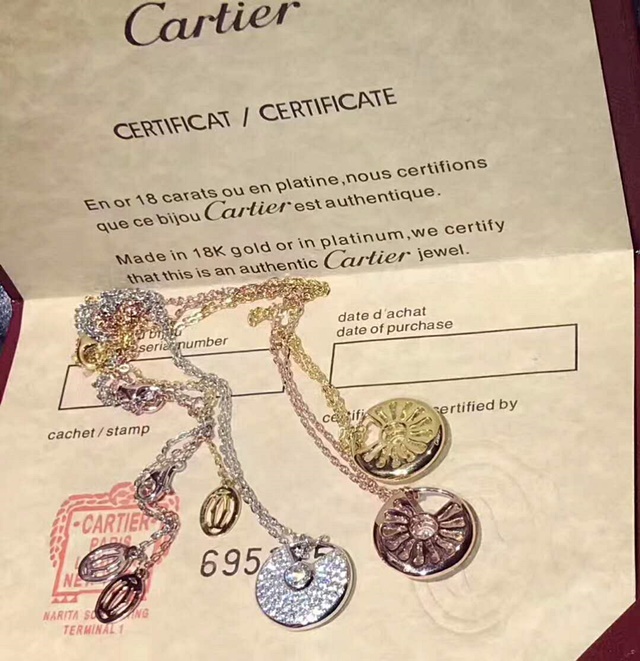 Cartier
CERTIFICAT / CERTIFICATE
En or 18 carats ou en platine,nous certifions
que ce bijou Cartier est authentique.
Made in 18K gold or in platinum,we certify
that this is an authentic Cartier jewel.
serial number
date d'achat
date of purchase
certified by
cachet / stamp
CARTIER
PARIS
NARITA
TERMINAL 1